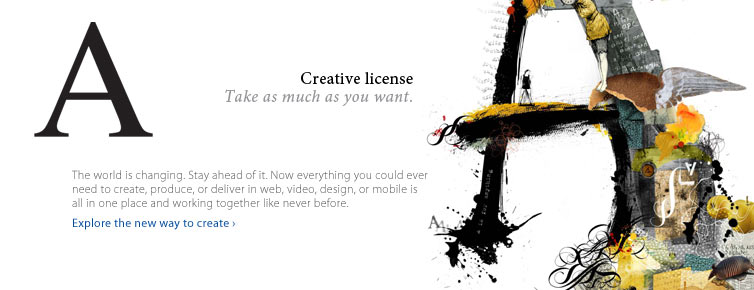 A
Creative license
Take as much as you want.
The world is changing. Stay ahead of it. Now everything you could ever
need to create, produce, or deliver in web, video, design, or mobile is
all in one place and working together like never before.
Explore the new way to create ›